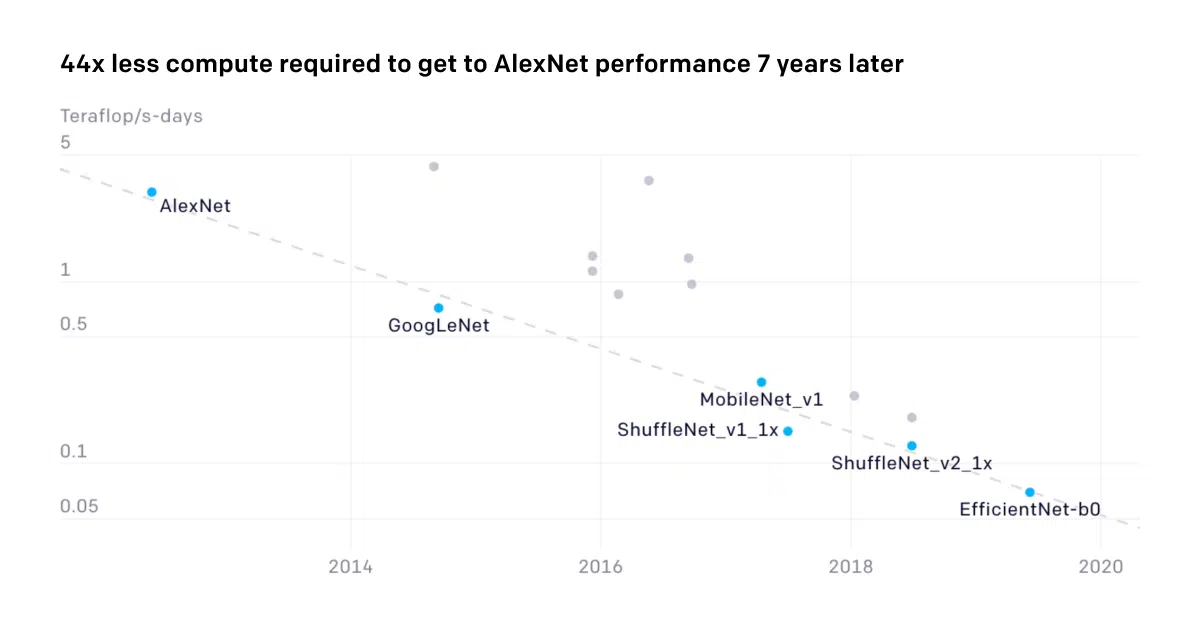 44x less compute required to get to AlexNet performance 7 years later
Teraflop/s-days
5
AlexNet
1
0.5
GoogLeNet
MobileNet_v1
ShuffleNet_v1_1x
0.1
ShuffleNet_v2_1x
0.05
EfficientNet-b0
2014 2016 2018 2020